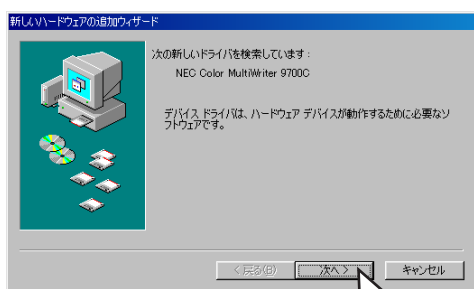 新しいハードウェアの追加ウィザード
次の新しいドライバを検索しています：
NEC Color MultiWriter 9700C
デバイス ドライバは、ハードウェア デバイスが動作するために必要なソ
フトウェアです。
< 戻る(B)
次へ >
キャンセル